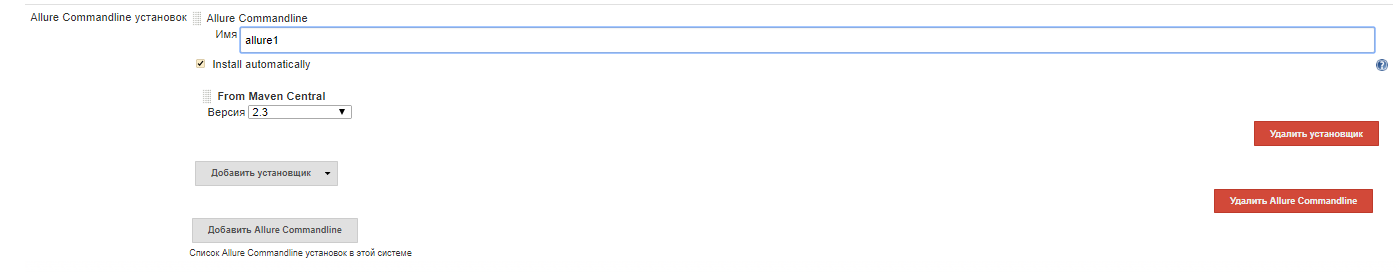 Allure Commandline установок
Allure Commandline
Имя
allure1
Install automatically
From Maven Central
Версия 2.3
Удалить установщик
Добавить установщик
Удалить Allure Commandline
Добавить Allure Commandline
Список Allure Commandline установок в этой системе